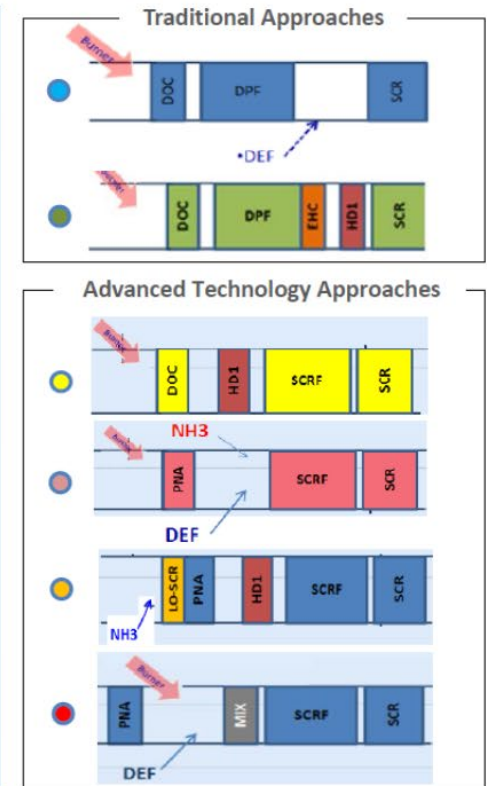 Traditional Approaches
Burner
DOC
DPF
SCR
•DEF
DOC
DPF
EHC
HD1
SCR
Advanced Technology Approaches
Burner
DOC
HD1
SCRF
SCR
NH3
Burner
PNA
SCRF
SCR
DEF
LO-SCR
PNA
HD1
SCRF
SCR
NH3
Burner
PNA
MIX
SCRF
SCR
DEF